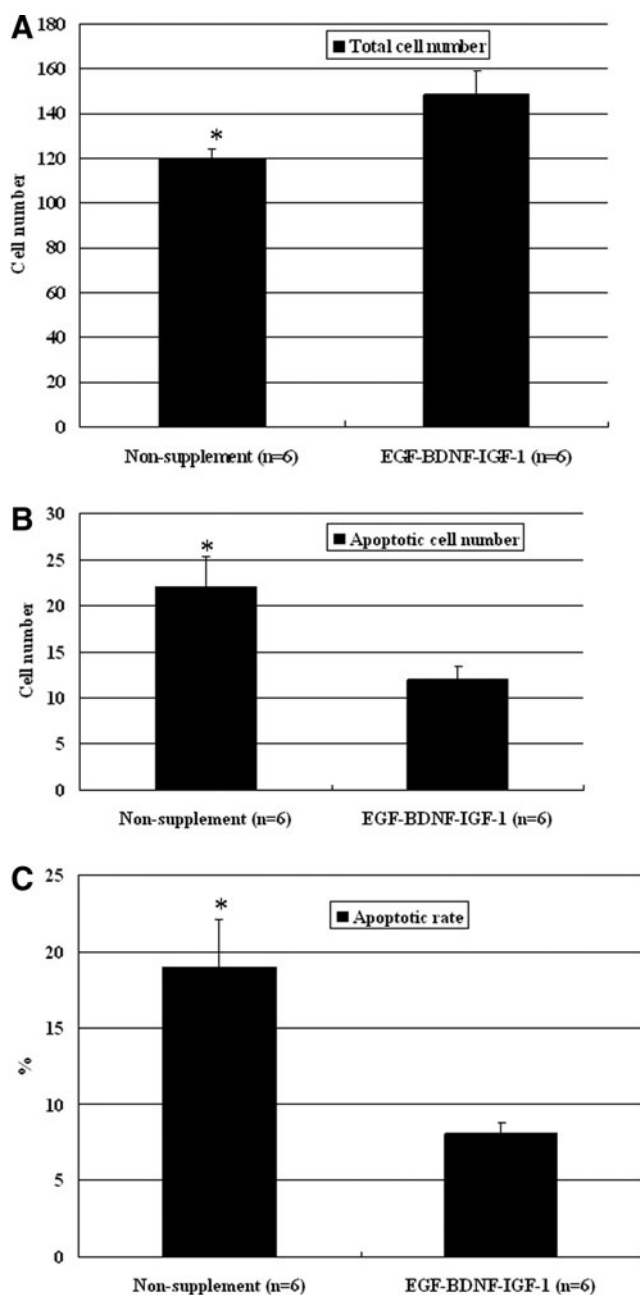 A
180
Total cell number
160
140
*
120
100
80
60
40
20
0
Cell number
Non-supplement (n=6) EGF-BDNF-IGF-1 (n=6)
B
30
Apoptotic cell number
25
*
20
15
10
5
0
Cell number
Non-supplement (n=6) EGF-BDNF-IGF-1 (n=6)
C
25
*
Apoptotic rate
20
15
10
5
0
%
Non-supplement (n=6) EGF-BDNF-IGF-1 (n=6)